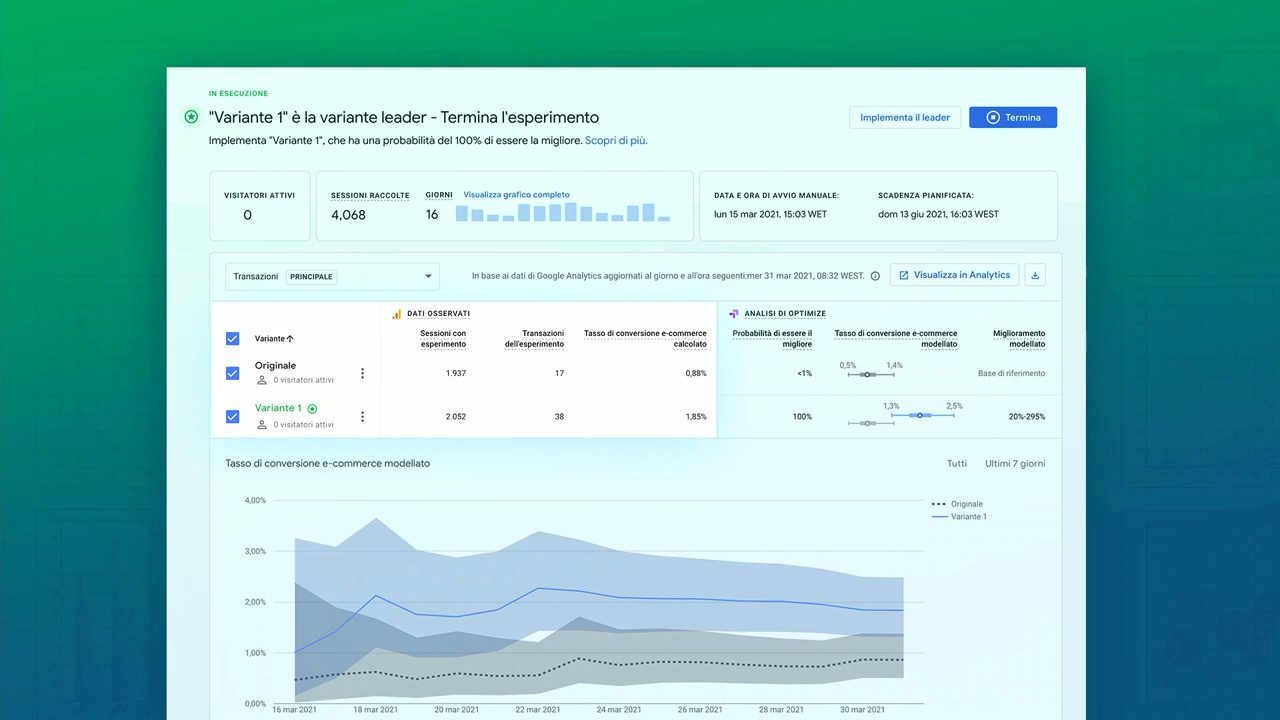 IN ESECUZIONE
"Variante 1" è la variante leader - Termina l'esperimento
Implementa il leader
Termina
Implementa "Variante 1", che ha una probabilità del 100% di essere la migliore. Scopri di più.
VISITATORI ATTIVI
0
SESSIONI RACCOLTE
4,068
GIORNI
16
Visualizza grafico completo
DATA E ORA DI AVVIO MANUALE:
lun 15 mar 2021, 15:03 WET
SCADENZA PIANIFICATA:
dom 13 giu 2021, 16:03 WEST
Transazioni PRINCIPALE
In base ai dati di Google Analytics aggiornati al giorno e all'ora seguenti:mer 31 mar 2021, 08:32 WEST.
Visualizza in Analytics
DATI OSSERVATI
ANALISI DI OPTIMIZE
Variante
Sessioni con
esperimento
Transazioni
dell'esperimento
Tasso di conversione e-commerce
calcolato
Probabilità di essere il
migliore
Tasso di conversione e-commerce
modellato
Miglioramento
modellato
Originale
0 visitatori attivi
1.937
17
0,88%
<1%
0,5%
1,4%
Base di riferimento
Variante 1
0 visitatori attivi
2.052
38
1,85%
100%
1,3%
2,5%
20%-295%
Tasso di conversione e-commerce modellato
Tutti
Ultimi 7 giorni
4,00%
3,00%
2,00%
1,00%
0,00%
Originale
Variante 1
16 mar 2021
18 mar 2021
20 mar 2021
22 mar 2021
24 mar 2021
26 mar 2021
28 mar 2021
30 mar 2021